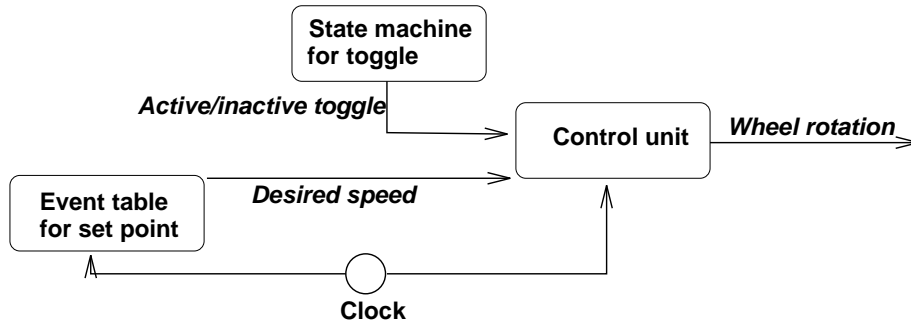 State machine
for toggle
Active/inactive toggle
Control unit
Wheel rotation
Event table
for set point
Desired speed
Clock